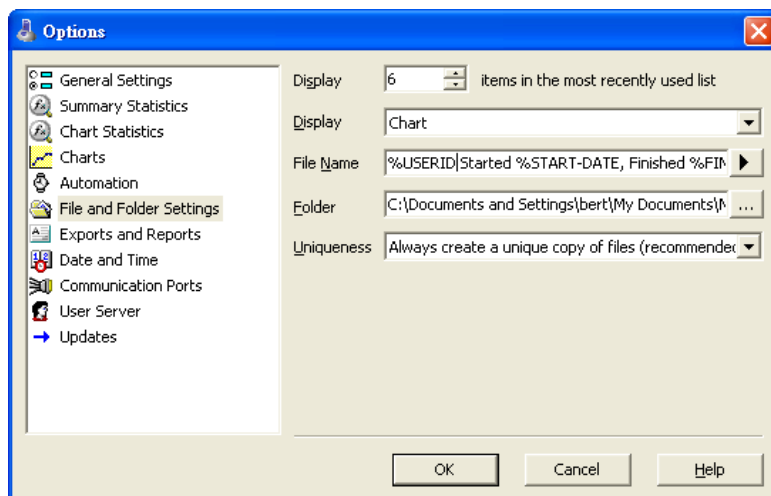 Options
General Settings
Summary Statistics
Chart Statistics
Charts
Automation
File and Folder Settings
Exports and Reports
Date and Time
Communication Ports
User Server
Updates
Display 6 items in the most recently used list
Display Chart
File Name %USERID Started %START-DATE, Finished %FIN
Folder C:\Documents and Settings\bert\My Documents\ ...
Uniqueness Always create a unique copy of files (recommended
OK Cancel Help